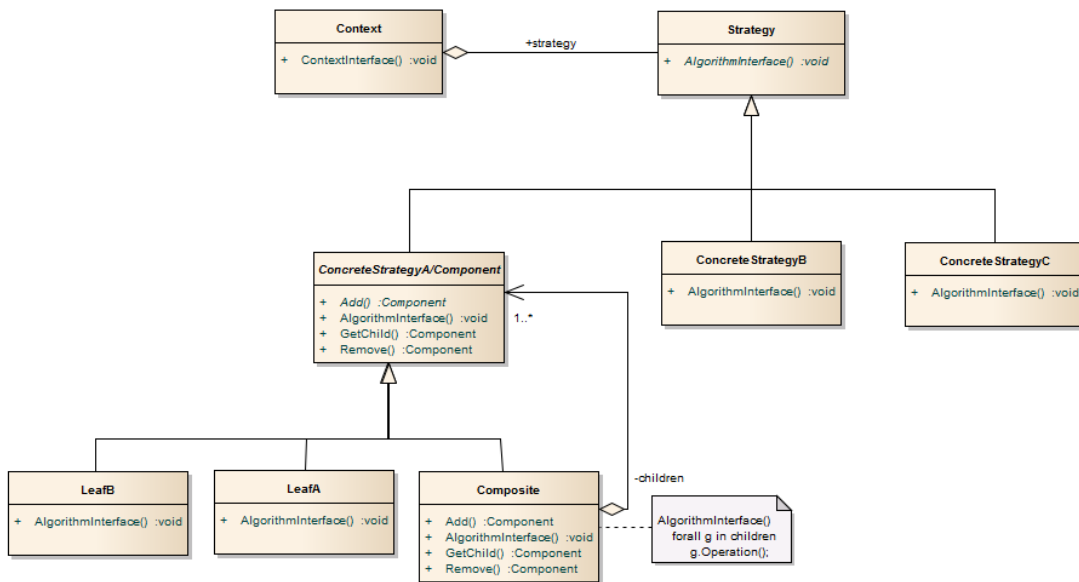 Context
+ ContextInterface() :void
+strategy
Strategy
+ AlgorithmInterface() :void
ConcreteStrategyA/Component
+ Add() :Component
+ AlgorithmInterface() :void
+ GetChild() :Component
+ Remove() :Component
1..*
ConcreteStrategyB
+ AlgorithmInterface() :void
ConcreteStrategyC
+ AlgorithmInterface() :void
LeafB
+ AlgorithmInterface() :void
LeafA
+ AlgorithmInterface() :void
Composite
+ Add() :Component
+ AlgorithmInterface() :void
+ GetChild() :Component
+ Remove() :Component
-children
AlgorithmInterface()
forall g in children
g.Operation();